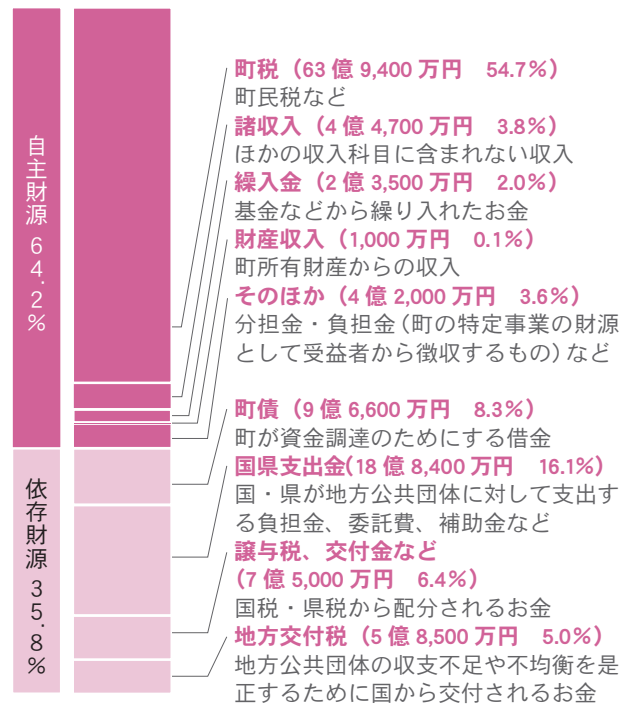 自主財源 64.2%
町税（63億9,400万円　54.7%）
町民税など
諸収入（4億4,700万円　3.8%）
ほかの収入科目に含まれない収入
繰入金（2億3,500万円　2.0%）
基金などから繰り入れたお金
財産収入（1,000万円　0.1%）
町所有財産からの収入
そのほか（4億2,000万円　3.6%）
分担金・負担金（町の特定事業の財源
として受益者から徴収するもの）など
依存財源 35.8%
町債（9億6,600万円　8.3%）
町が資金調達のためにする借金
国県支出金（18億8,400万円　16.1%）
国・県が地方公共団体に対して支出す
る負担金、委託費、補助金など
譲与税、交付金など
（7億5,000万円　6.4%）
国税・県税から配分されるお金
地方交付税（5億8,500万円　5.0%）
地方公共団体の収支不足や不均衡を是
正するために国から交付されるお金